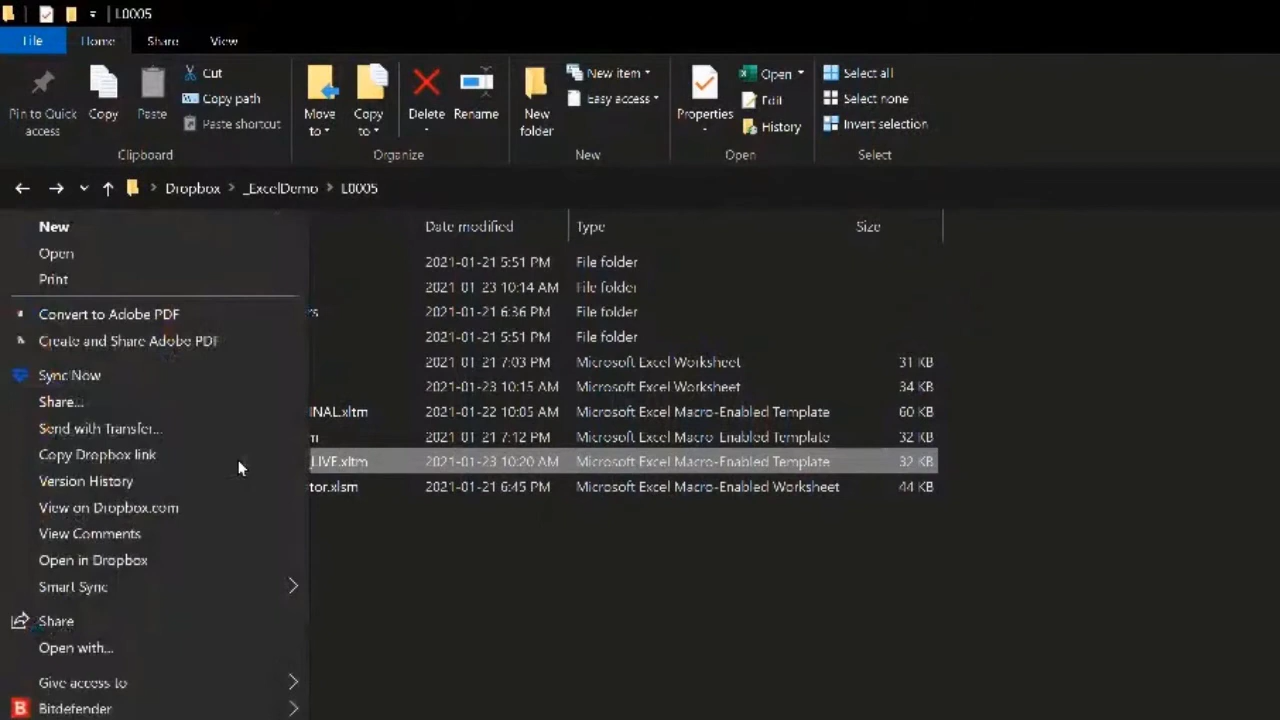 L0005
File Home Share View
Pin to Quick access
Copy
Paste
Cut
Copy path
Paste shortcut
Clipboard
Move to
Copy to
Delete
Rename
Organize
New folder
New item
Easy access
New
Properties
Open
Edit
History
Open
Select all
Select none
Invert selection
Select
Dropbox > _ExcelDemo > L0005
Date modified Type Size
2021-01-21 5:51 PM File folder
2021-01-23 10:14 AM File folder
rs 2021-01-21 6:36 PM File folder
2021-01-21 5:51 PM File folder
2021-01-21 7:03 PM Microsoft Excel Worksheet 31 KB
2021-01-23 10:15 AM Microsoft Excel Worksheet 34 KB
INAL.xltm 2021-01-22 10:05 AM Microsoft Excel Macro-Enabled Template 60 KB
m 2021-01-21 7:12 PM Microsoft Excel Macro-Enabled Template 32 KB
LIVE.xltm 2021-01-23 10:20 AM Microsoft Excel Macro-Enabled Template 32 KB
tor.xlsm 2021-01-21 6:45 PM Microsoft Excel Macro-Enabled Worksheet 44 KB
New
Open
Print
Convert to Adobe PDF
Create and Share Adobe PDF
Sync Now
Share...
Send with Transfer...
Copy Dropbox link
Version History
View on Dropbox.com
View Comments
Open in Dropbox
Smart Sync
Share
Open with...
Give access to
B Bitdefender